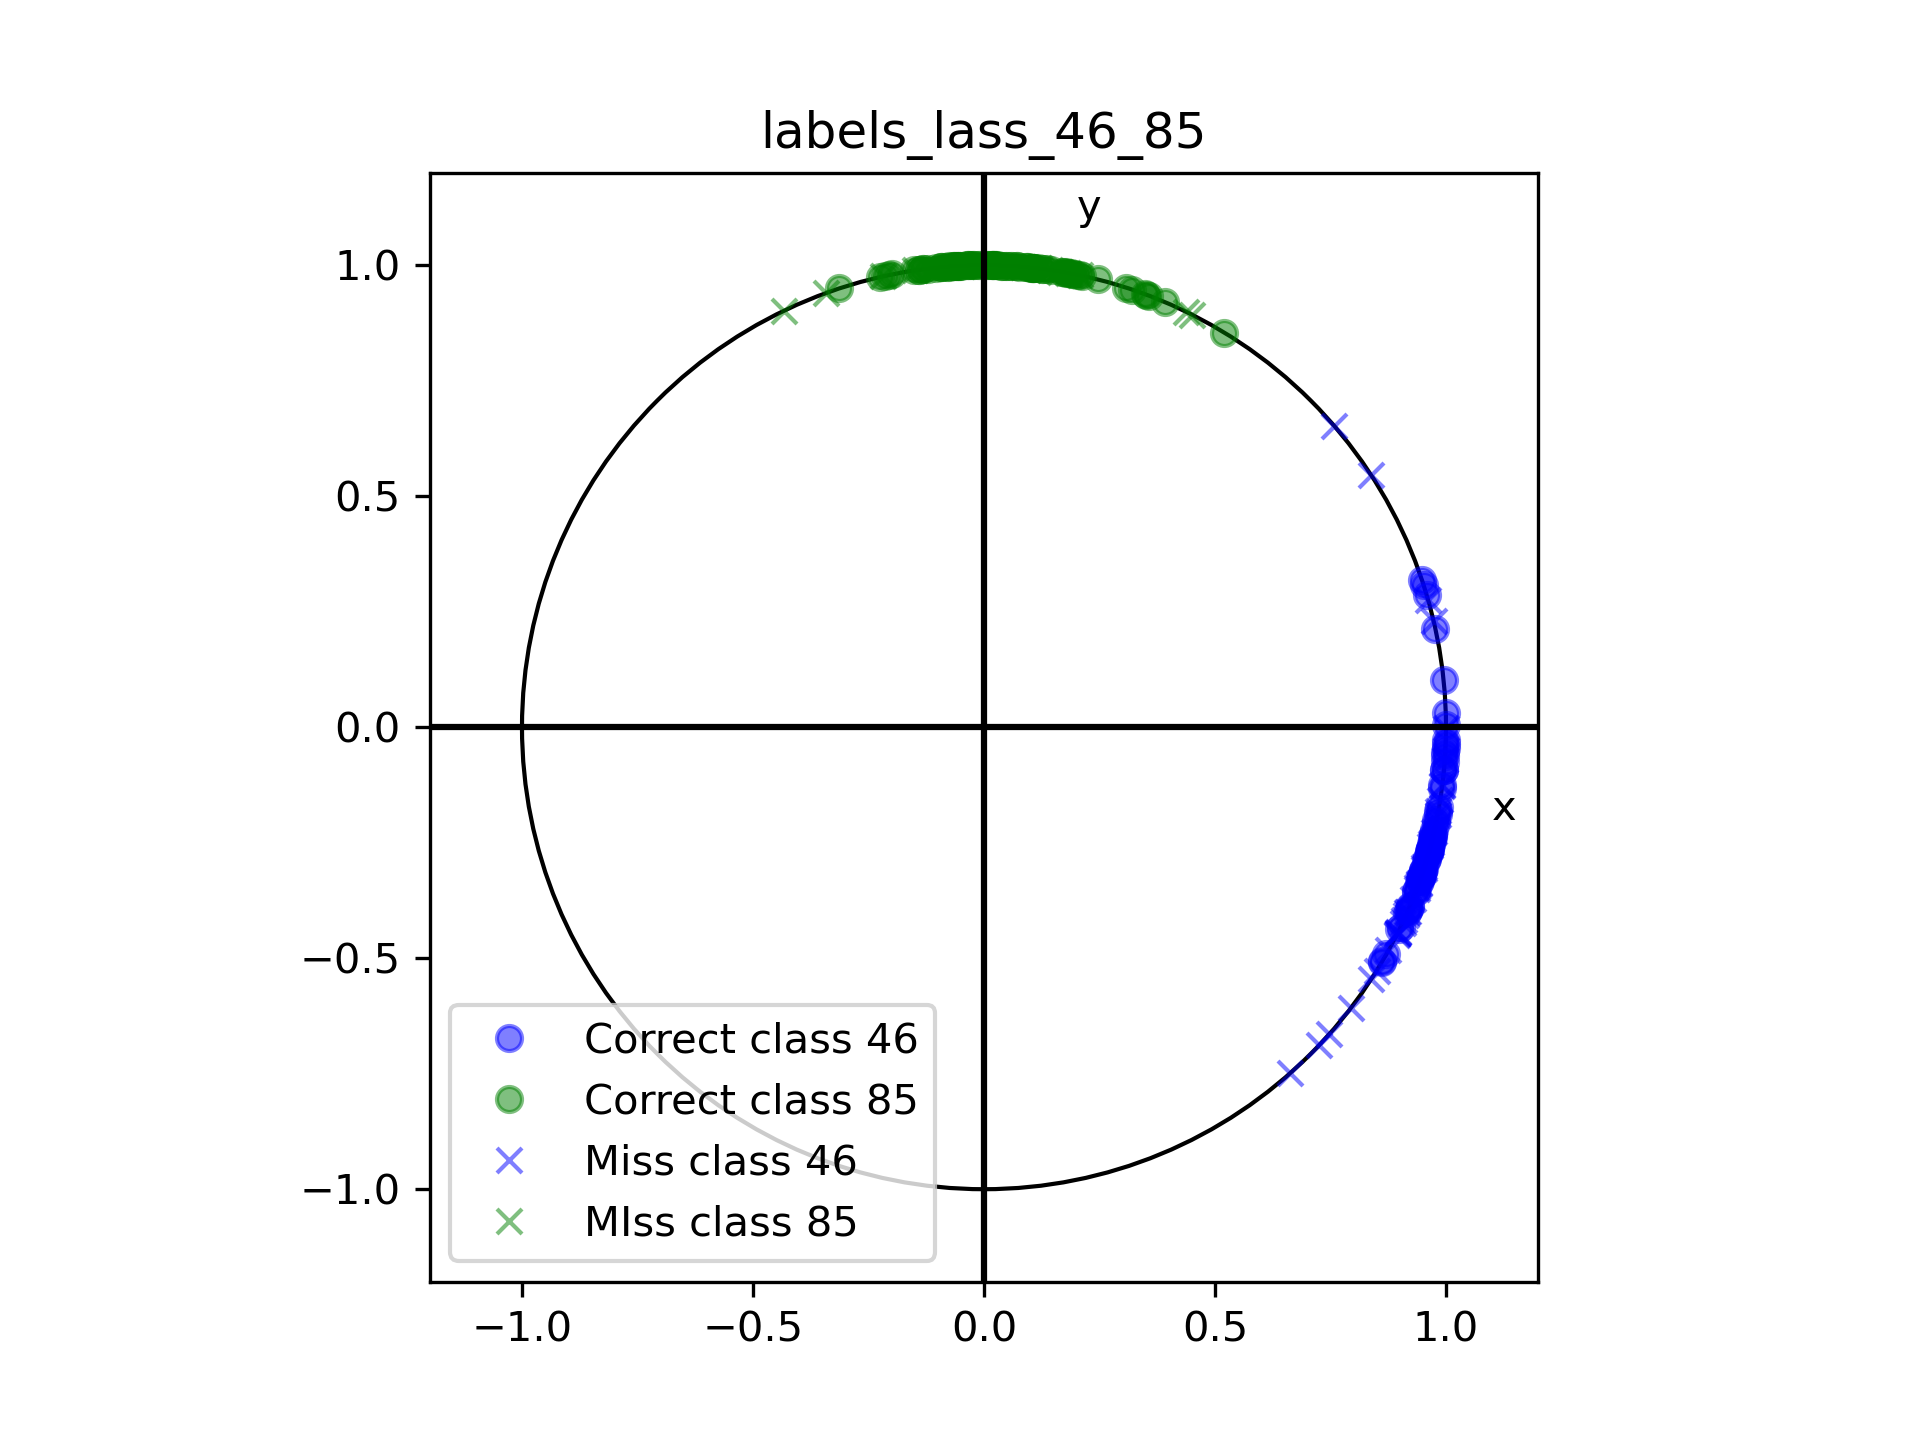 labels_lass_46_85
y
1.0
0.5
0.0
−0.5
−1.0
x
Correct class 46
Correct class 85
Miss class 46
MIss class 85
−1.0 −0.5 0.0 0.5 1.0